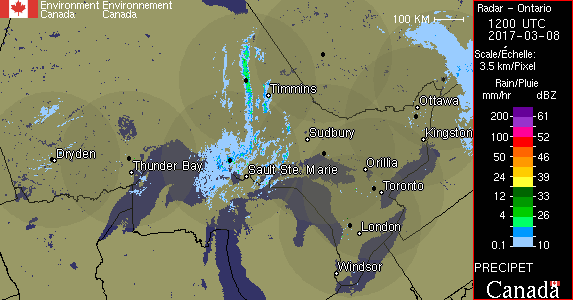 Environment Environnement
Canada Canada
100 KM
Timmins
Ottawa
Sudbury
Kingston
Dryden
Thunder Bay
Sault Ste. Marie
Orillia
Toronto
London
Windsor
Radar - Ontario
1200 UTC
2017-03-08
Scale/Échelle:
3.5 km/Pixel
Rain/Pluie
mm/hr dBZ
200 61
100 52
50 46
24 39
12 33
4 26
0.1 10
PRECIPET
Canada